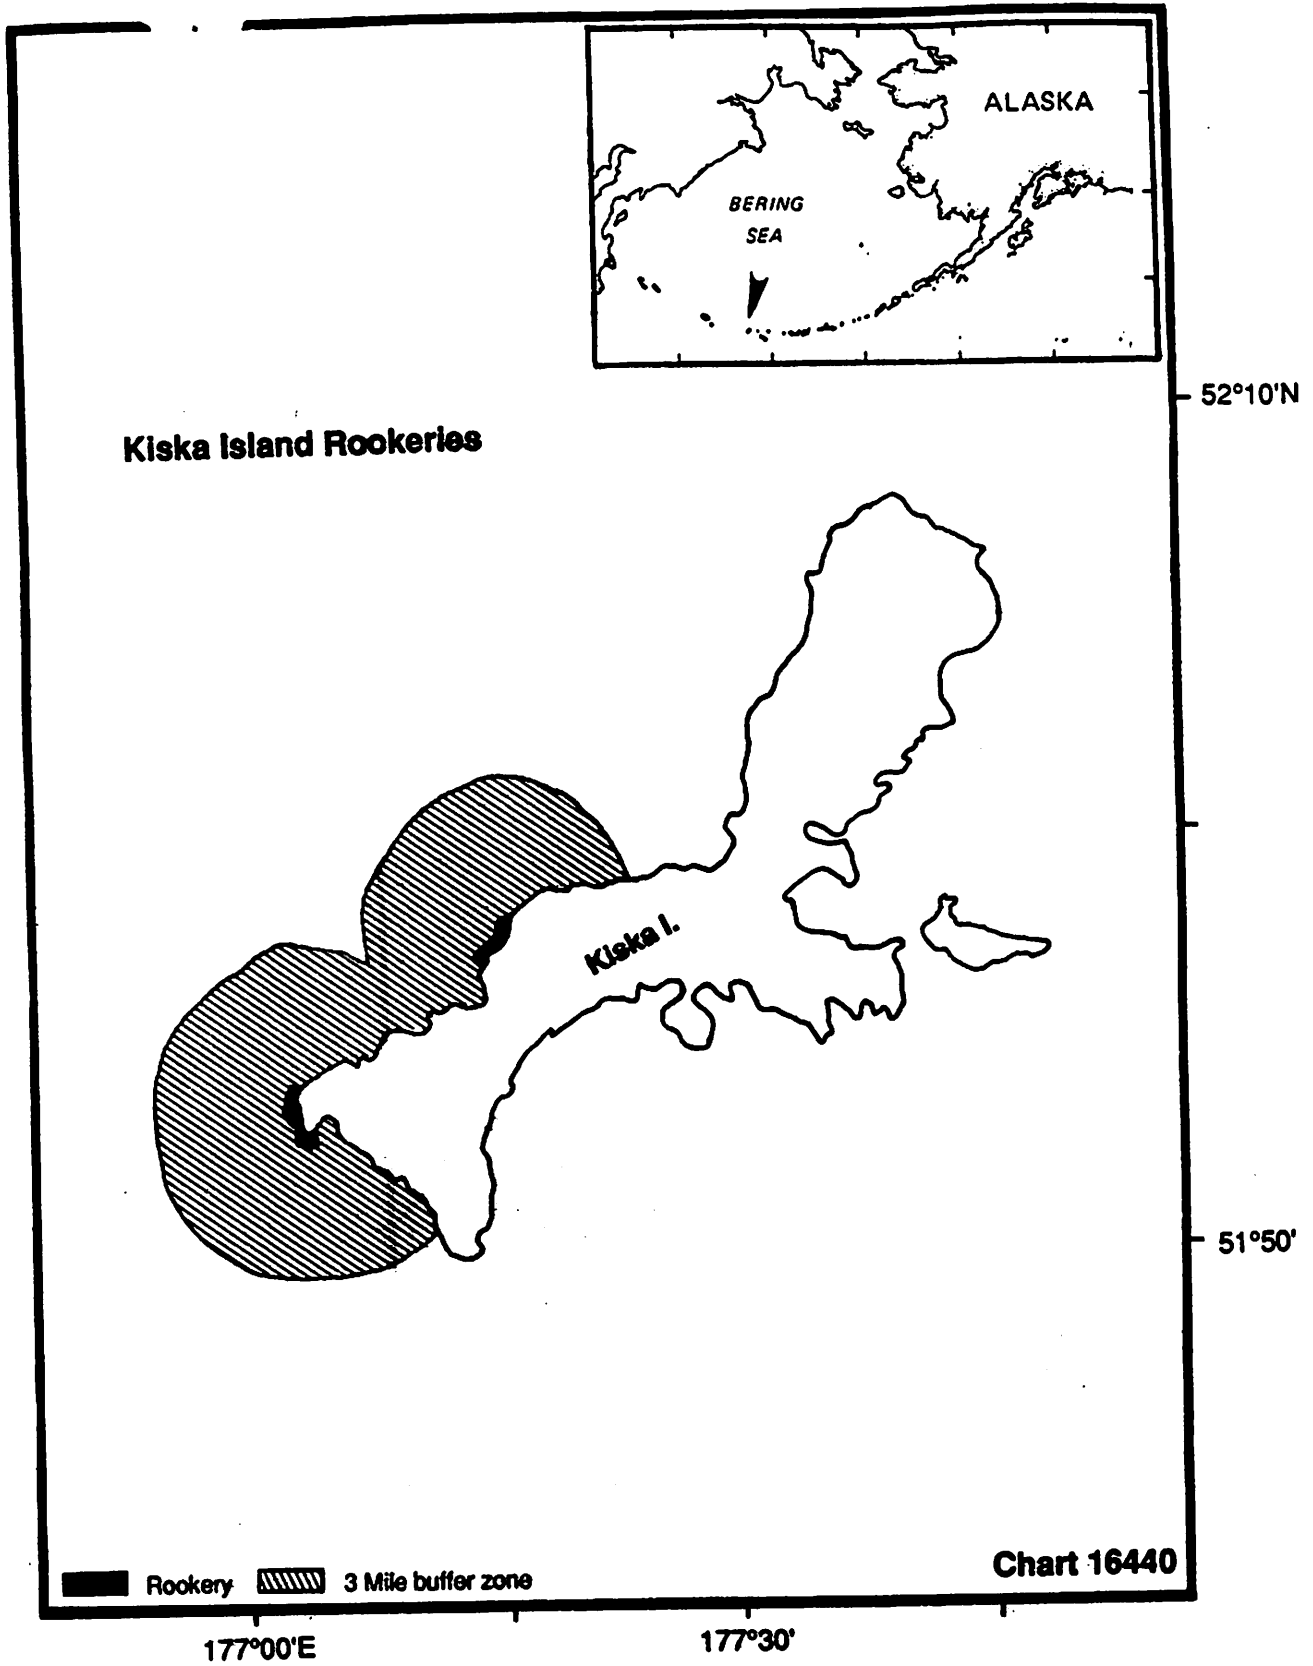 ALASKA
BERING
SEA
52°10'N
Kiska Island Rookeries
Kiska I.
51°50'
Chart 16440
Rookery
3 Mile buffer zone
177°00'E
177°30'